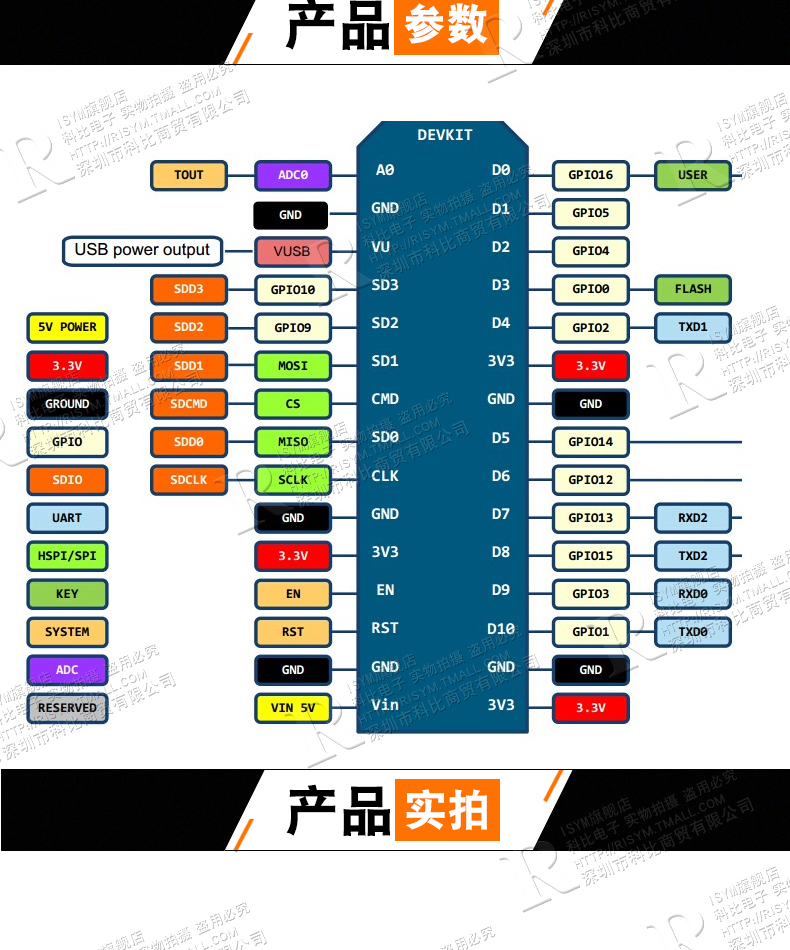 产品 参数
DEVKIT
TOUT ADC0 A0 D0 GPIO16 USER
GND GND D1 GPIO5
USB power output VUSB VU D2 GPIO4
SDD3 GPIO10 SD3 D3 GPIO0 FLASH
5V POWER SDD2 GPIO9 SD2 D4 GPIO2 TXD1
3.3V SDD1 MOSI SD1 3V3 3.3V
GROUND SDCMD CS CMD GND GND
GPIO SDD0 MISO SD0 D5 GPIO14
SDIO SDCLK SCLK CLK D6 GPIO12
UART GND GND D7 GPIO13 RXD2
HSPI/SPI 3.3V 3V3 D8 GPIO15 TXD2
KEY EN EN D9 GPIO3 RXD0
SYSTEM RST RST D10 GPIO1 TXD0
ADC GND GND GND GND
RESERVED VIN 5V Vin 3V3 3.3V
产品 实拍
R
ISYM旗舰店
科比电子 实物拍摄 盗用必究
HTTP://RISYM.TMALL.COM
深圳市科比商贸有限公司